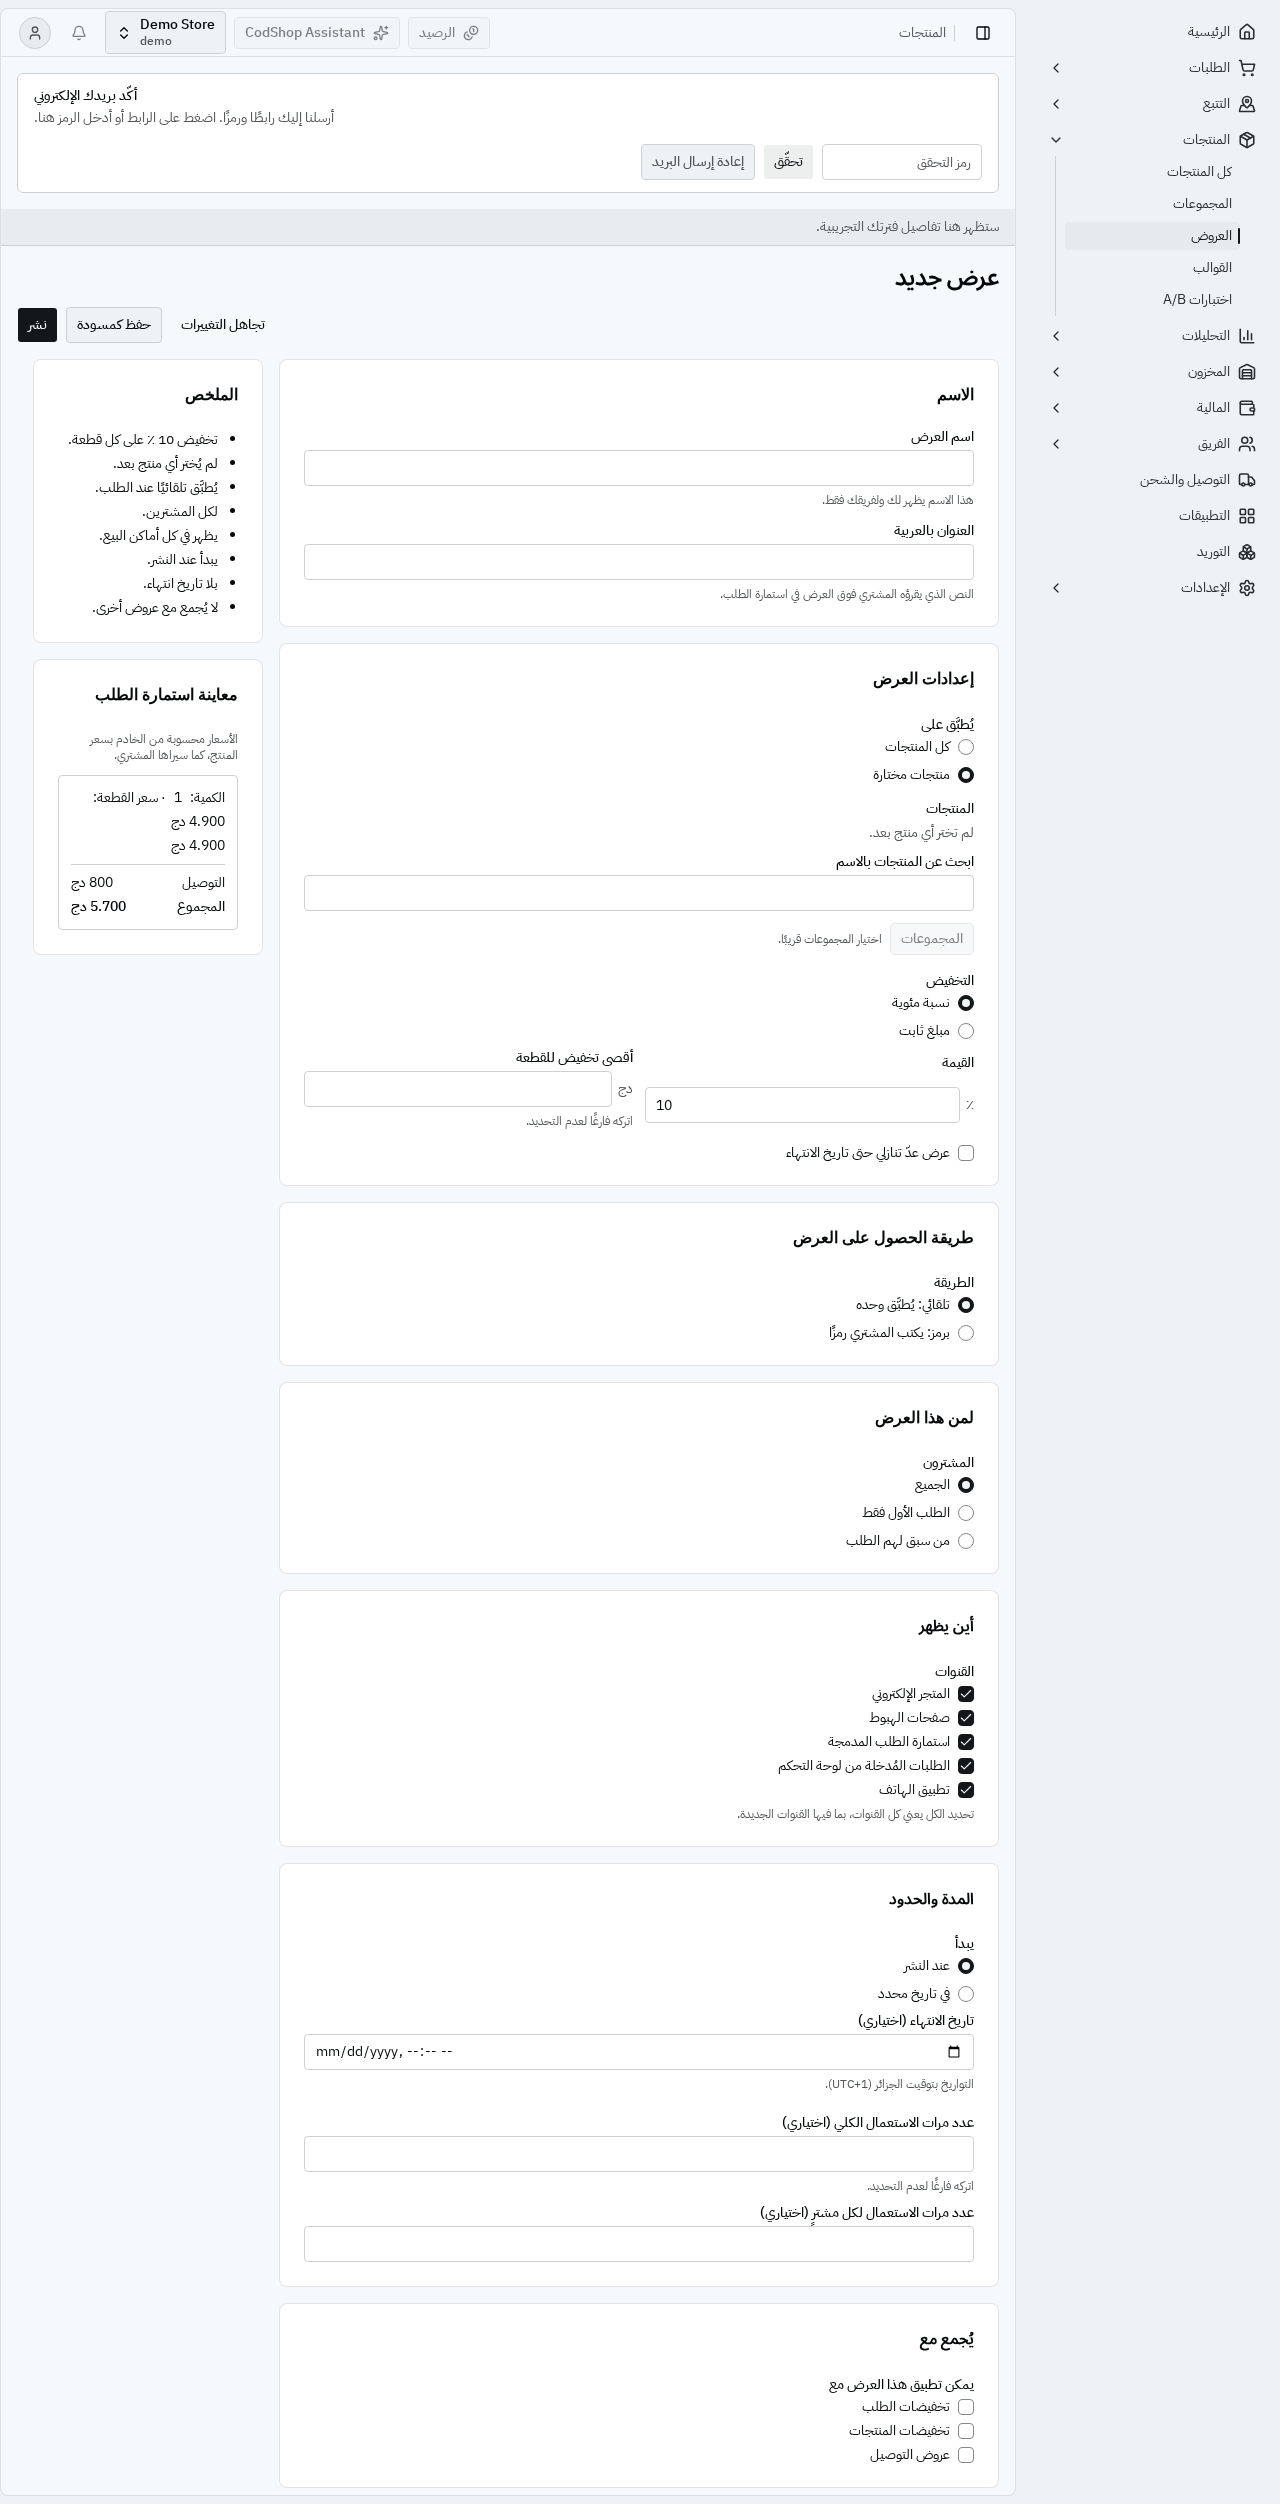 الرئيسية
الطلبات
التتبع
المنتجات
كل المنتجات
المجموعات
العروض
القوالب
اختبارات A/B
التحليلات
المخزون
المالية
الفريق
التوصيل والشحن
التطبيقات
التوريد
الإعدادات
المنتجات
الرصيد
CodShop Assistant
Demo Store
demo
أكّد بريدك الإلكتروني
أرسلنا إليك رابطًا ورمزًا. اضغط على الرابط أو أدخل الرمز هنا.
رمز التحقق
تحقّق
إعادة إرسال البريد
ستظهر هنا تفاصيل فترتك التجريبية.
عرض جديد
تجاهل التغييرات
حفظ كمسودة
نشر
الاسم
اسم العرض
هذا الاسم يظهر لك ولفريقك فقط.
العنوان بالعربية
النص الذي يقرؤه المشتري فوق العرض في استمارة الطلب.
إعدادات العرض
يُطبَّق على
كل المنتجات
منتجات مختارة
المنتجات
لم تختر أي منتج بعد.
ابحث عن المنتجات بالاسم
المجموعات
اختيار المجموعات قريبًا.
التخفيض
نسبة مئوية
مبلغ ثابت
القيمة
٪
10
أقصى تخفيض للقطعة
دج
اتركه فارغًا لعدم التحديد.
عرض عدّ تنازلي حتى تاريخ الانتهاء
طريقة الحصول على العرض
الطريقة
تلقائي: يُطبَّق وحده
برمز: يكتب المشتري رمزًا
لمن هذا العرض
المشترون
الجميع
الطلب الأول فقط
من سبق لهم الطلب
أين يظهر
القنوات
المتجر الإلكتروني
صفحات الهبوط
استمارة الطلب المدمجة
الطلبات المُدخلة من لوحة التحكم
تطبيق الهاتف
تحديد الكل يعني كل القنوات، بما فيها القنوات الجديدة.
المدة والحدود
يبدأ
عند النشر
في تاريخ محدد
تاريخ الانتهاء (اختياري)
mm/dd/yyyy, --:-- --
التواريخ بتوقيت الجزائر (UTC+1).
عدد مرات الاستعمال الكلي (اختياري)
اتركه فارغًا لعدم التحديد.
عدد مرات الاستعمال لكل مشترٍ (اختياري)
يُجمع مع
يمكن تطبيق هذا العرض مع
تخفيضات الطلب
تخفيضات المنتجات
عروض التوصيل
الملخص
تخفيض 10 ٪ على كل قطعة.
لم يُختر أي منتج بعد.
يُطبَّق تلقائيًا عند الطلب.
لكل المشترين.
يظهر في كل أماكن البيع.
يبدأ عند النشر.
بلا تاريخ انتهاء.
لا يُجمع مع عروض أخرى.
معاينة استمارة الطلب
الأسعار محسوبة من الخادم بسعر
المنتج، كما سيراها المشتري.
الكمية: 1 · سعر القطعة:
4.900 دج
4.900 دج
التوصيل
800 دج
المجموع
5.700 دج